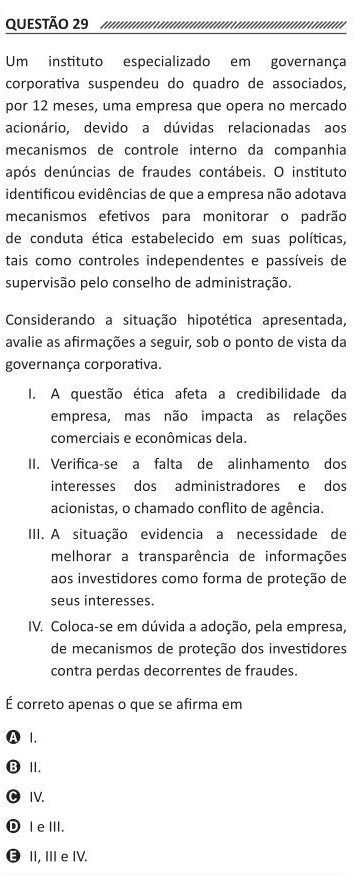 QUESTÃO 29
Um instituto especializado em governança
corporativa suspendeu do quadro de associados,
por 12 meses, uma empresa que opera no mercado
acionário, devido a dúvidas relacionadas aos
mecanismos de controle interno da companhia
após denúncias de fraudes contábeis. O instituto
identificou evidências de que a empresa não adotava
mecanismos efetivos para monitorar o padrão
de conduta ética estabelecido em suas políticas,
tais como controles independentes e passíveis de
supervisão pelo conselho de administração.
Considerando a situação hipotética apresentada,
avalie as afirmações a seguir, sob o ponto de vista da
governança corporativa.
I. A questão ética afeta a credibilidade da
empresa, mas não impacta as relações
comerciais e econômicas dela.
II. Verifica-se a falta de alinhamento dos
interesses dos administradores e dos
acionistas, o chamado conflito de agência.
III. A situação evidencia a necessidade de
melhorar a transparência de informações
aos investidores como forma de proteção de
seus interesses.
IV. Coloca-se em dúvida a adoção, pela empresa,
de mecanismos de proteção dos investidores
contra perdas decorrentes de fraudes.
É correto apenas o que se afirma em
A I.
B II.
C IV.
D I e III.
E II, III e IV.